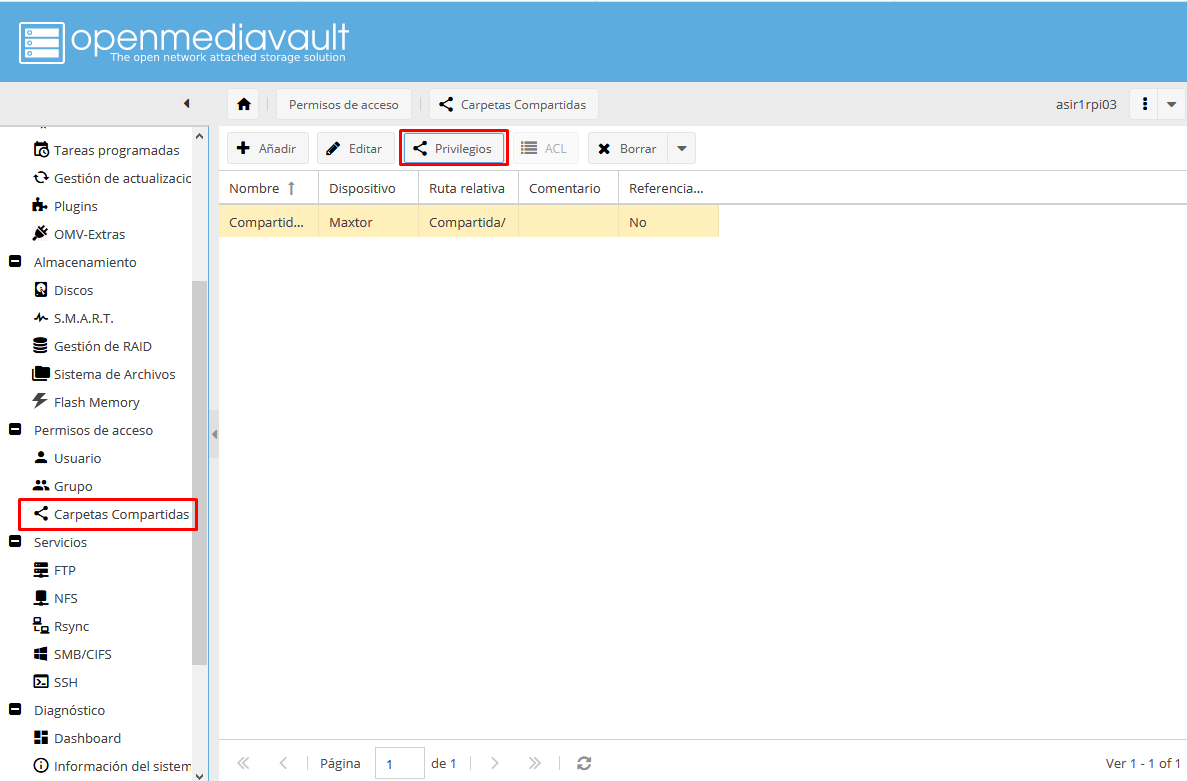 openmediavault
The open network attached storage solution
Permisos de acceso
Carpetas Compartidas
asir1rpi03
Tareas programadas
Gestión de actualizacio
Plugins
OMV-Extras
Almacenamiento
Discos
S.M.A.R.T.
Gestión de RAID
Sistema de Archivos
Flash Memory
Permisos de acceso
Usuario
Grupo
Carpetas Compartidas
Servicios
FTP
NFS
Rsync
SMB/CIFS
SSH
Diagnóstico
Dashboard
Información del sistem
Añadir Editar Privilegios ACL Borrar
Nombre Dispositivo Ruta relativa Comentario Referencia...
Compartid... Maxtor Compartida/ No
Página 1 de 1
Ver 1 - 1 of 1